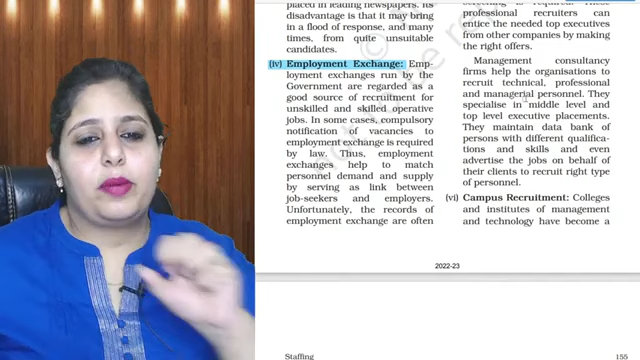 placed in leading newspapers. Its
disadvantage is that it may bring
in a flood of response, and many
times, from quite unsuitable
candidates.
(iv) Employment Exchange: Emp-
loyment exchanges run by the
Government are regarded as a
good source of recruitment for
unskilled and skilled operative
jobs. In some cases, compulsory
notification of vacancies to
employment exchange is required
by law. Thus, employment
exchanges help to match
personnel demand and supply
by serving as link between
job-seekers and employers.
Unfortunately, the records of
employment exchange are often
professional recruiters can
entice the needed top executives
from other companies by making
the right offers.
Management consultancy
firms help the organisations to
recruit technical, professional
and managerial personnel. They
specialise in middle level and
top level executive placements.
They maintain data bank of
persons with different qualifica-
tions and skills and even
advertise the jobs on behalf of
their clients to recruit right type
of personnel.
(vi) Campus Recruitment: Colleges
and institutes of management
and technology have become a
2022-23
Staffing
155